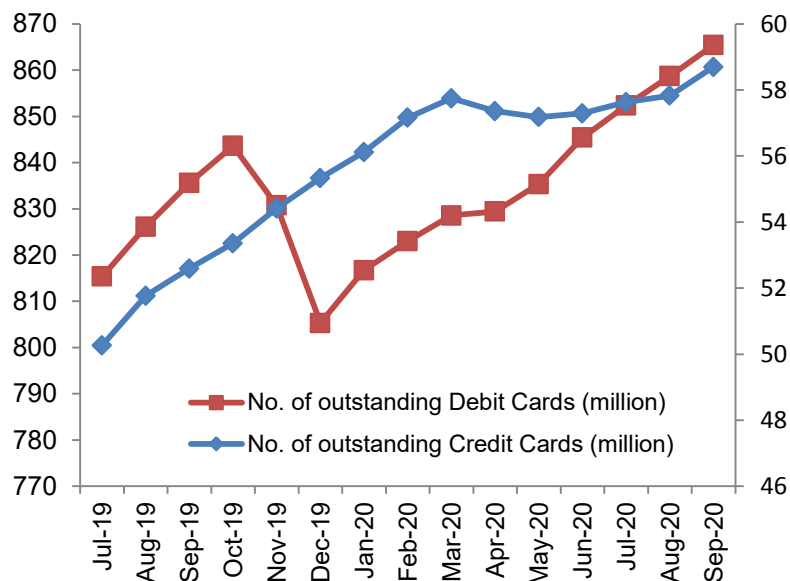 870
860
850
840
830
820
810
800
790
780
770
60
58
56
54
52
50
48
46
No. of outstanding Debit Cards (million)
No. of outstanding Credit Cards (million)
Jul-19
Aug-19
Sep-19
Oct-19
Nov-19
Dec-19
Jan-20
Feb-20
Mar-20
Apr-20
May-20
Jun-20
Jul-20
Aug-20
Sep-20